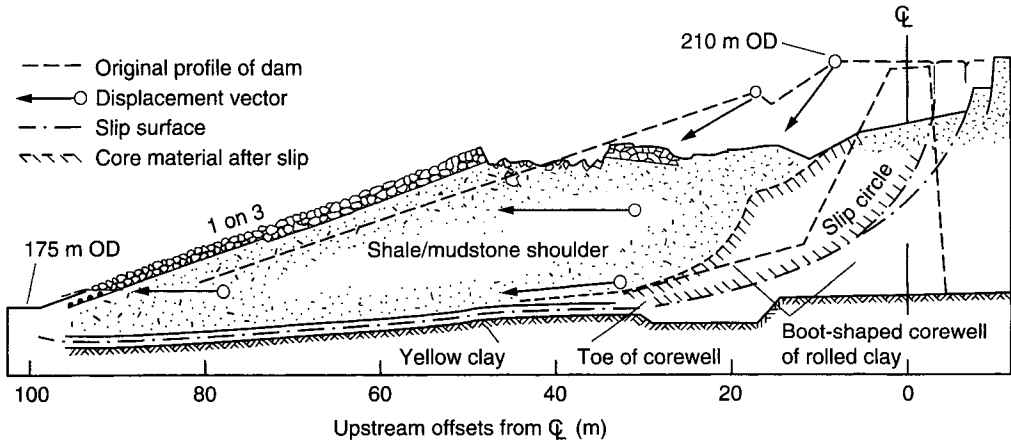 ℄
210 m OD
Original profile of dam
Displacement vector
Slip surface
Core material after slip
1 on 3
175 m OD
Slip circle
Shale/mudstone shoulder
Yellow clay
Toe of corewell
Boot-shaped corewell
of rolled clay
100 80 60 40 20 0
Upstream offsets from ℄ (m)